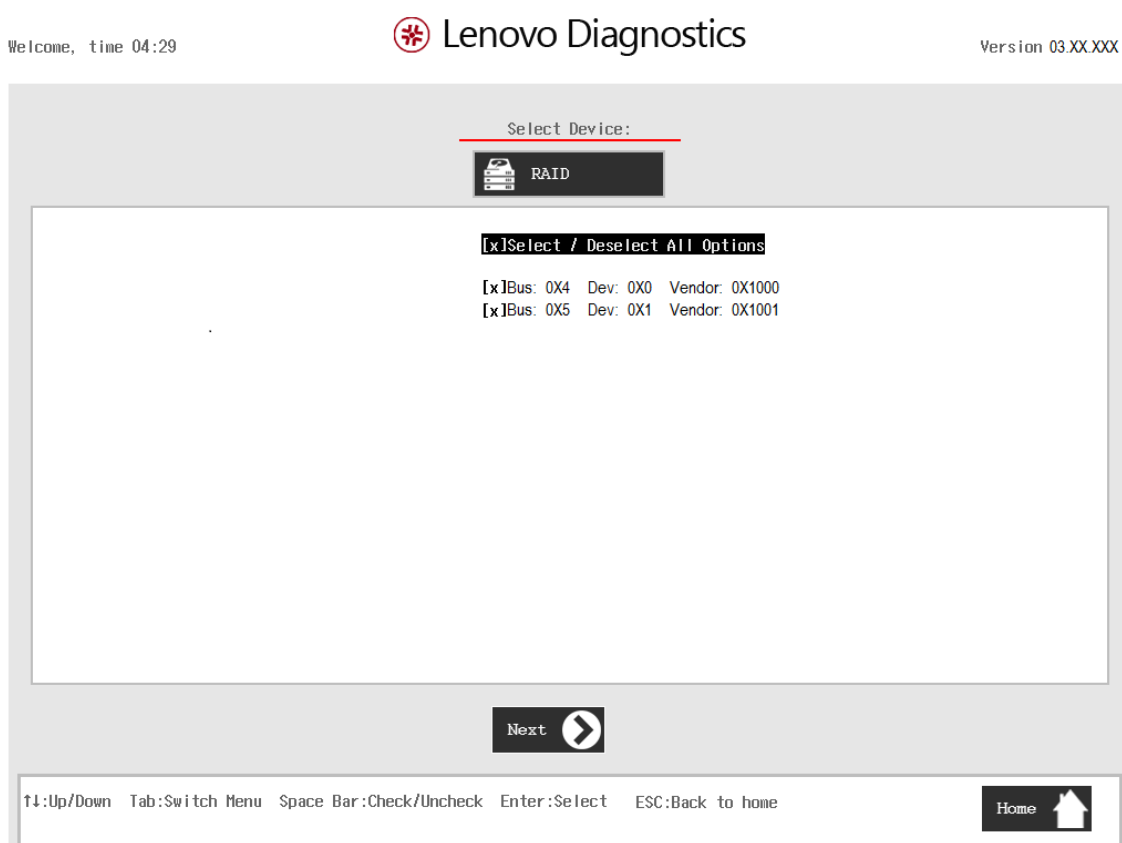 Welcome, time 04:29
Lenovo Diagnostics
Version 03.XX.XXX
Select Device:
RAID
[x]Select / Deselect All Options
[x]Bus: 0X4 Dev: 0X0 Vendor: 0X1000
[x]Bus: 0X5 Dev: 0X1 Vendor: 0X1001
Next
↑↓:Up/Down Tab:Switch Menu Space Bar:Check/Uncheck Enter:Select ESC:Back to home
Home